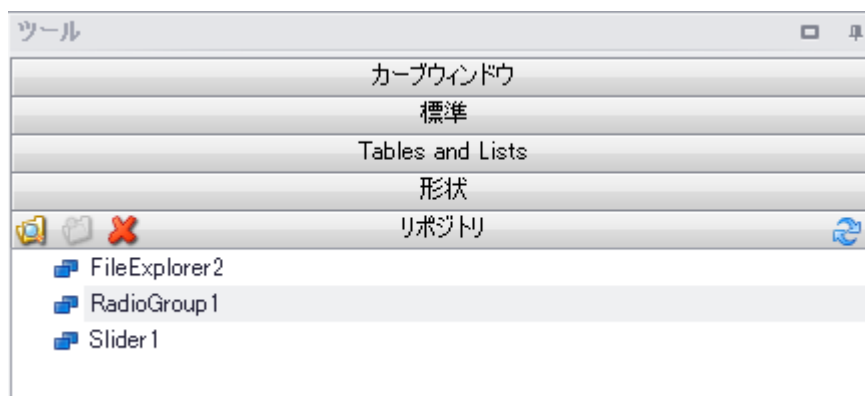 ツール
カーブウィンドウ
標準
Tables and Lists
形状
リポジトリ
FileExplorer2
RadioGroup1
Slider1